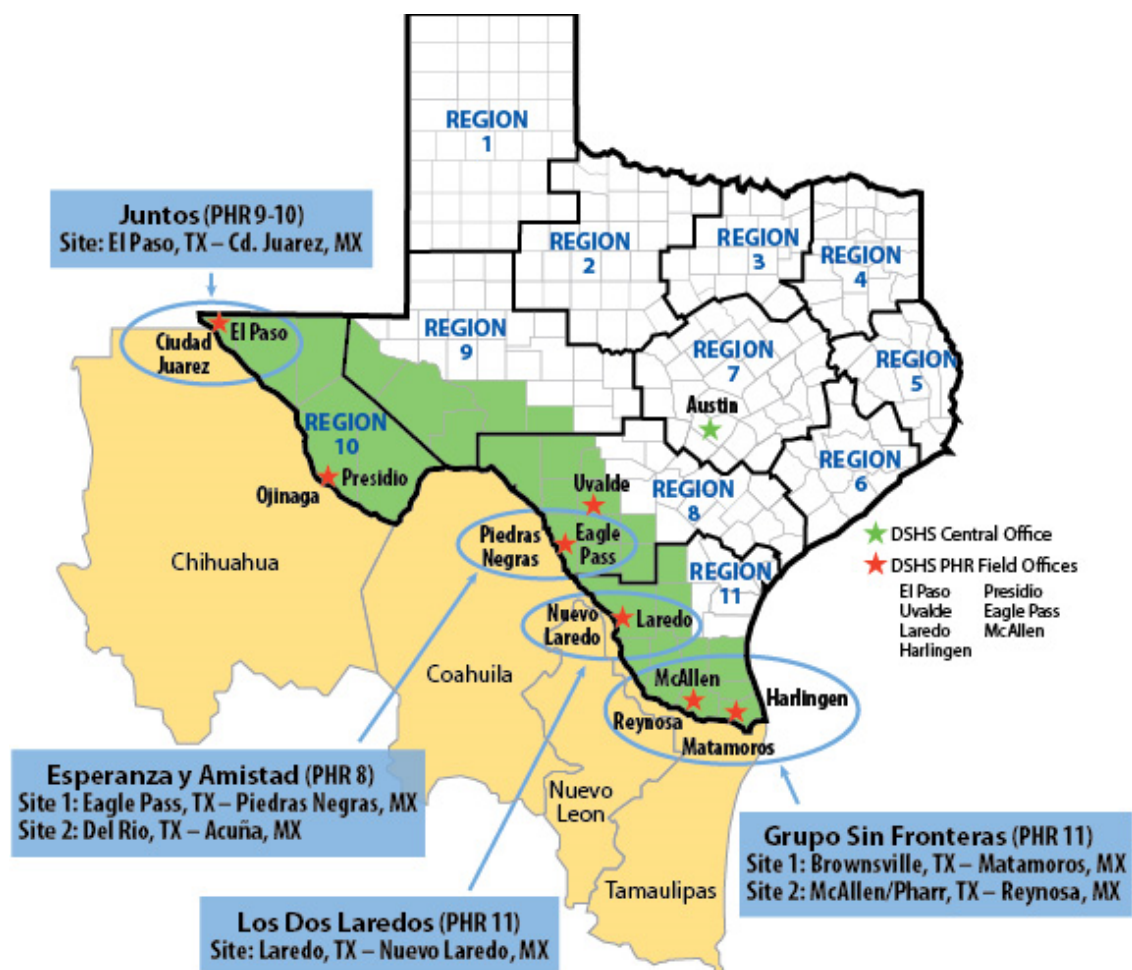 REGION
1
Juntos (PHR 9-10)
Site: El Paso, TX – Cd. Juarez, MX
REGION
2
REGION
3
REGION
4
El Paso
Ciudad
Juarez
REGION
9
REGION
7
REGION
5
Austin
REGION
10
Presidio
Ojinaga
Uvalde
REGION
8
REGION
6
Piedras
Negras
Eagle
Pass
Chihuahua
REGION
11
DSHS Central Office
DSHS PHR Field Offices
El Paso Presidio
Uvalde Eagle Pass
Laredo McAllen
Harlingen
Nuevo
Laredo
Laredo
Coahuila
McAllen
Harlingen
Reynosa
Matamoros
Esperanza y Amistad (PHR 8)
Site 1: Eagle Pass, TX – Piedras Negras, MX
Site 2: Del Rio, TX – Acuña, MX
Nuevo
Leon
Tamaulipas
Grupo Sin Fronteras (PHR 11)
Site 1: Brownsville, TX – Matamoros, MX
Site 2: McAllen/Pharr, TX – Reynosa, MX
Los Dos Laredos (PHR 11)
Site: Laredo, TX – Nuevo Laredo, MX